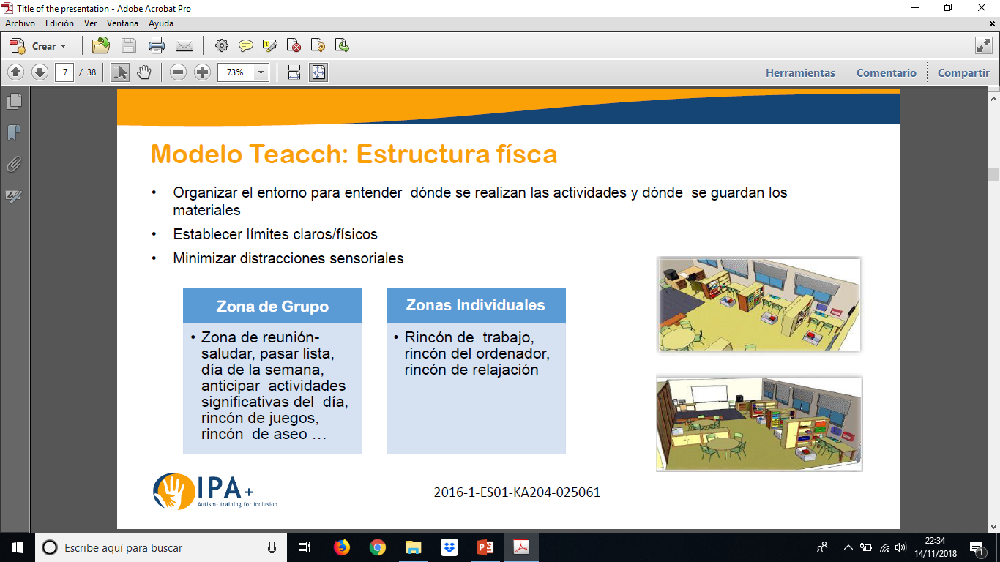 Title of the presentation - Adobe Acrobat Pro
Archivo Edición Ver Ventana Ayuda
Crear
7 / 38
73%
Herramientas Comentario Compartir
Modelo Teacch: Estructura físca
• Organizar el entorno para entender dónde se realizan las actividades y dónde se guardan los
materiales
• Establecer límites claros/físicos
• Minimizar distracciones sensoriales
Zona de Grupo
• Zona de reunión-
saludar, pasar lista,
día de la semana,
anticipar actividades
significativas del día,
rincón de juegos,
rincón de aseo …
Zonas Individuales
• Rincón de trabajo,
rincón del ordenador,
rincón de relajación
IPA +
Autism- training for inclusion
2016-1-ES01-KA204-025061
Escribe aquí para buscar
22:34
14/11/2018
1